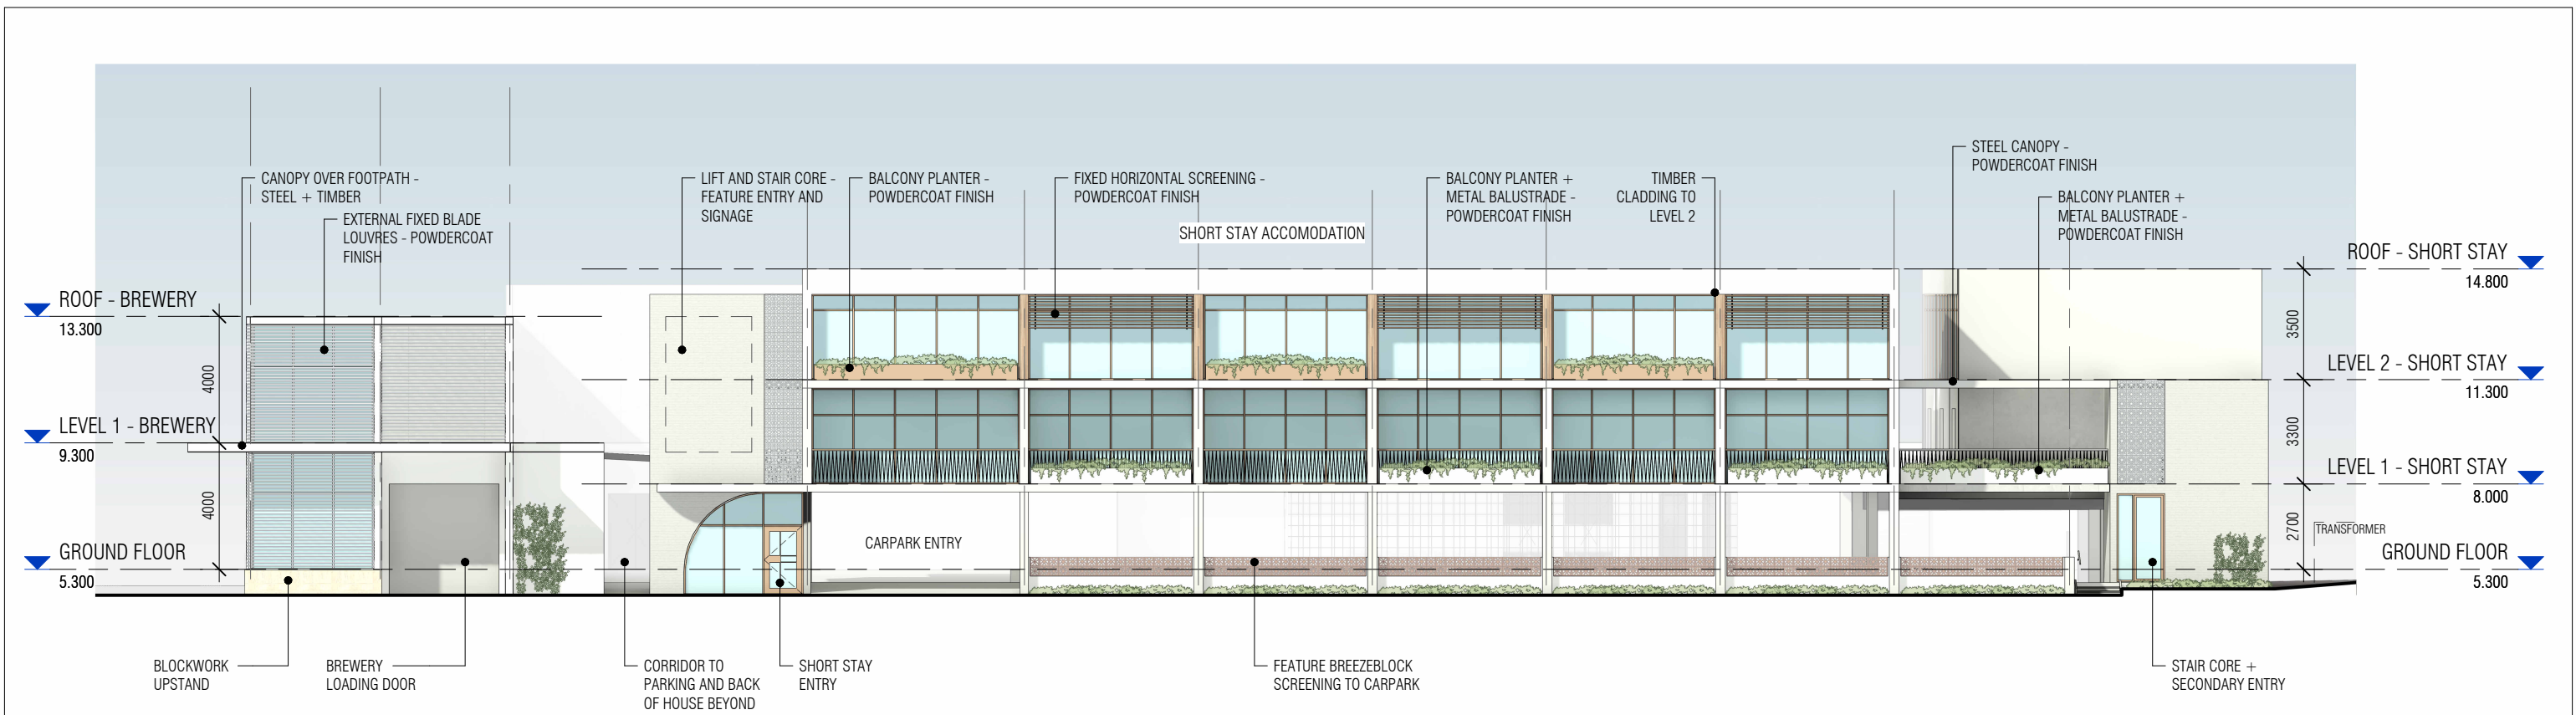 CANOPY OVER FOOTPATH -
STEEL + TIMBER
EXTERNAL FIXED BLADE
LOUVRES - POWDERCOAT
FINISH
LIFT AND STAIR CORE -
FEATURE ENTRY AND
SIGNAGE
BALCONY PLANTER -
POWDERCOAT FINISH
FIXED HORIZONTAL SCREENING -
POWDERCOAT FINISH
SHORT STAY ACCOMODATION
BALCONY PLANTER +
METAL BALUSTRADE -
POWDERCOAT FINISH
TIMBER
CLADDING TO
LEVEL 2
STEEL CANOPY -
POWDERCOAT FINISH
BALCONY PLANTER +
METAL BALUSTRADE -
POWDERCOAT FINISH
ROOF - BREWERY
13.300
4000
LEVEL 1 - BREWERY
9.300
4000
GROUND FLOOR
5.300
CARPARK ENTRY
ROOF - SHORT STAY
14.800
3500
LEVEL 2 - SHORT STAY
11.300
3300
LEVEL 1 - SHORT STAY
8.000
2700
TRANSFORMER
GROUND FLOOR
5.300
BLOCKWORK
UPSTAND
BREWERY
LOADING DOOR
CORRIDOR TO
PARKING AND BACK
OF HOUSE BEYOND
SHORT STAY
ENTRY
FEATURE BREEZEBLOCK
SCREENING TO CARPARK
STAIR CORE +
SECONDARY ENTRY